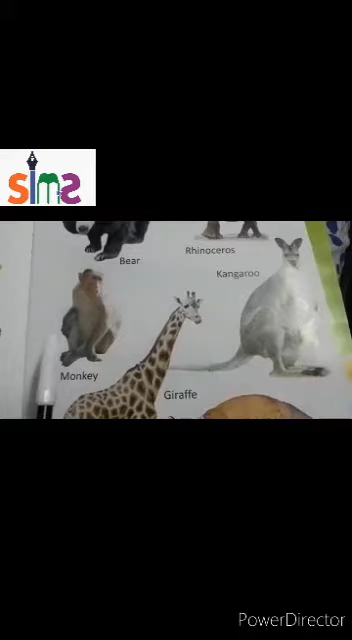 SIMS
Bear
Rhinoceros
Kangaroo
Monkey
Giraffe
PowerDirector